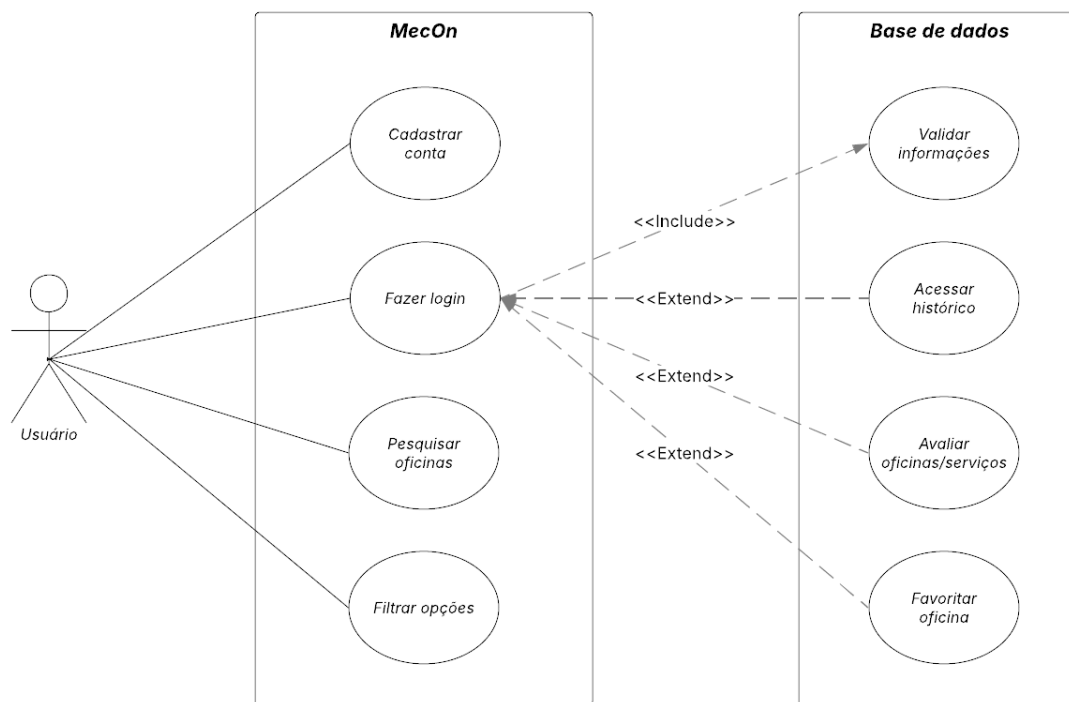 MecOn
Base de dados
Cadastrar
conta
Validar
informações
<<Include>>
Fazer login
<<Extend>>
Acessar
histórico
<<Extend>>
Usuário
Pesquisar
oficinas
<<Extend>>
Avaliar
oficinas/serviços
Filtrar opções
Favoritar
oficina